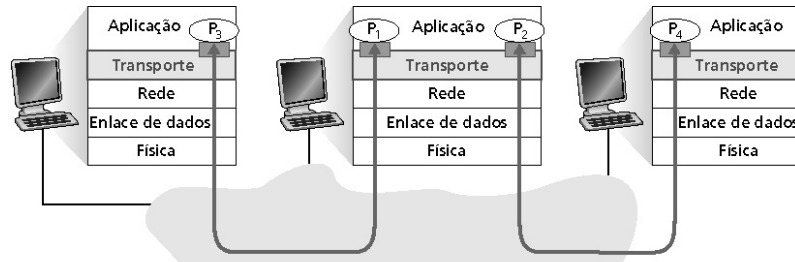 Aplicação P3
Transporte
Rede
Enlace de dados
Física
P1 Aplicação P2
Transporte
Rede
Enlace de dados
Física
P4 Aplicação
Transporte
Rede
Enlace de dados
Física